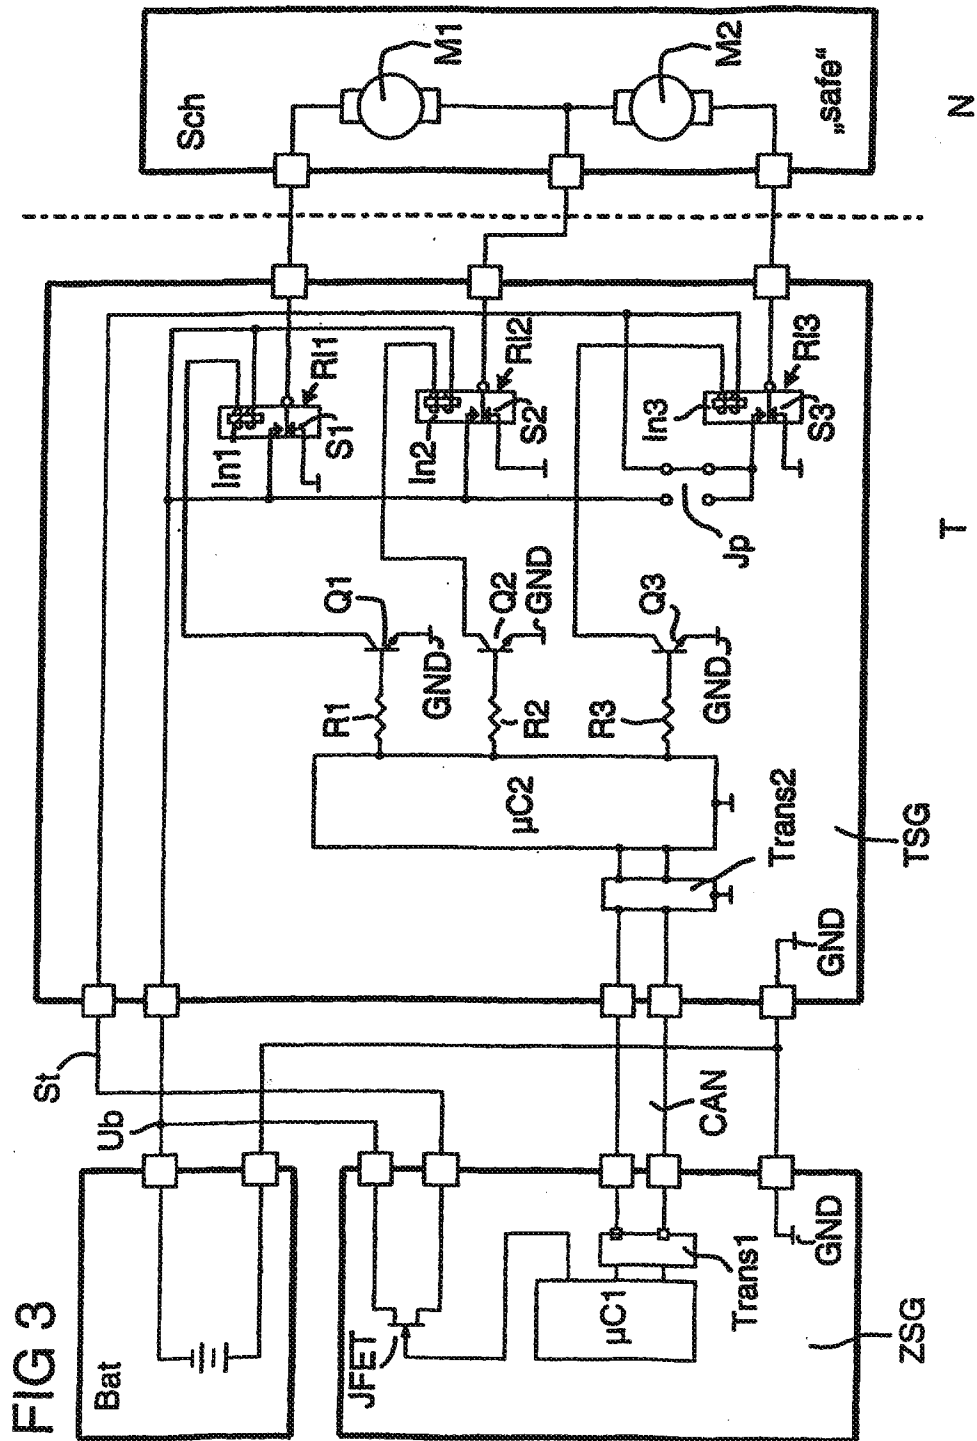 FIG 3
Bat
Ub
St
JFET
µC1
Trans1
GND
ZSG
CAN
GND
TSG
Trans2
µC2
R1
R2
R3
Q1
Q2
Q3
GND
GND
GND
Jp
In1
In2
In3
S1
S2
S3
Rl1
Rl2
Rl3
T
N
Sch
M1
M2
„safe“